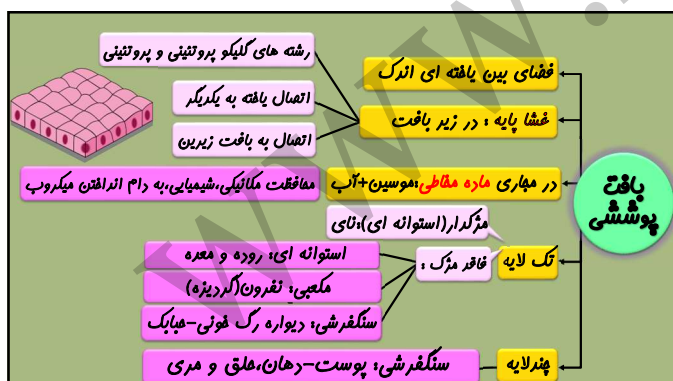 بافت
پوششی
فضای بین یاخته ای اندک
غشا پایه : در زیر بافت
رشته های گلیکو پروتئینی و پروتئینی
اتصال یاخته به یکدیگر
اتصال به بافت زیرین
در مجاری ماده مخاطی:موسین+آب
محافظت مکانیکی،شیمیایی،به دام انداختن میکروب
تک لایه
مژکدار(استوانه ای):نای
فاقد مژک :
استوانه ای: روده و معده
مکعبی: نفرون(گردیزه)
سنگفرشی: دیواره رگ خونی-حبابک
چندلایه
سنگفرشی: پوست-دهان،حلق و مری
www.